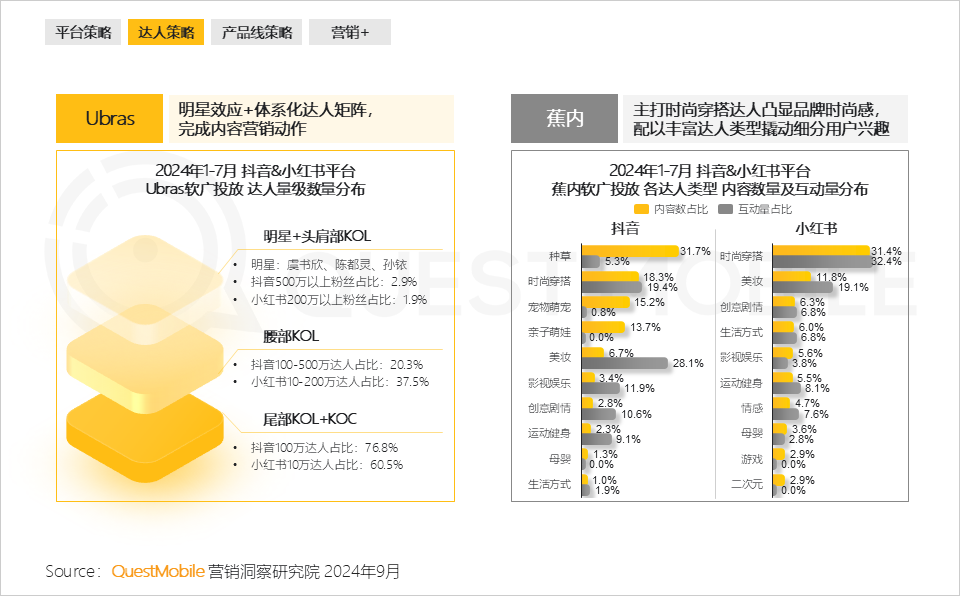 平台策略
达人策略
产品线策略
营销+
Ubras
明星效应+体系化达人矩阵，
完成内容营销动作
2024年1-7月 抖音&小红书平台
Ubras软广投放 达人量级数量分布
明星+头肩部KOL
• 明星：虞书欣、陈都灵、孙铱
• 抖音500万以上粉丝占比：2.9%
• 小红书200万以上占比：1.9%
腰部KOL
• 抖音100-500万达人占比：20.3%
• 小红书10-200万达人占比：37.5%
尾部KOL+KOC
• 抖音100万达人占比：76.8%
• 小红书10万达人占比：60.5%
蕉内
主打时尚穿搭达人凸显品牌时尚感，
配以丰富达人类型撬动细分用户兴趣
2024年1-7月 抖音&小红书平台
蕉内软广投放 各达人类型 内容数量及互动量分布
内容数占比 互动量占比
抖音
种草 31.7%
5.3%
时尚穿搭 18.3%
19.4%
宠物萌宠 15.2%
0.8%
亲子萌娃 13.7%
0.0%
美妆 6.7%
28.1%
影视娱乐 3.4%
11.9%
创意剧情 2.8%
10.6%
运动健身 2.3%
9.1%
母婴 1.3%
0.0%
生活方式 1.0%
1.9%
小红书
时尚穿搭 31.4%
32.4%
美妆 11.8%
19.1%
创意剧情 6.3%
6.8%
生活方式 6.0%
6.8%
影视娱乐 5.6%
3.8%
运动健身 5.5%
8.1%
情感 4.7%
7.6%
母婴 3.6%
2.8%
游戏 2.9%
0.0%
二次元 2.9%
0.0%
QUESTMOBILE
Source：QuestMobile 营销洞察研究院 2024年9月